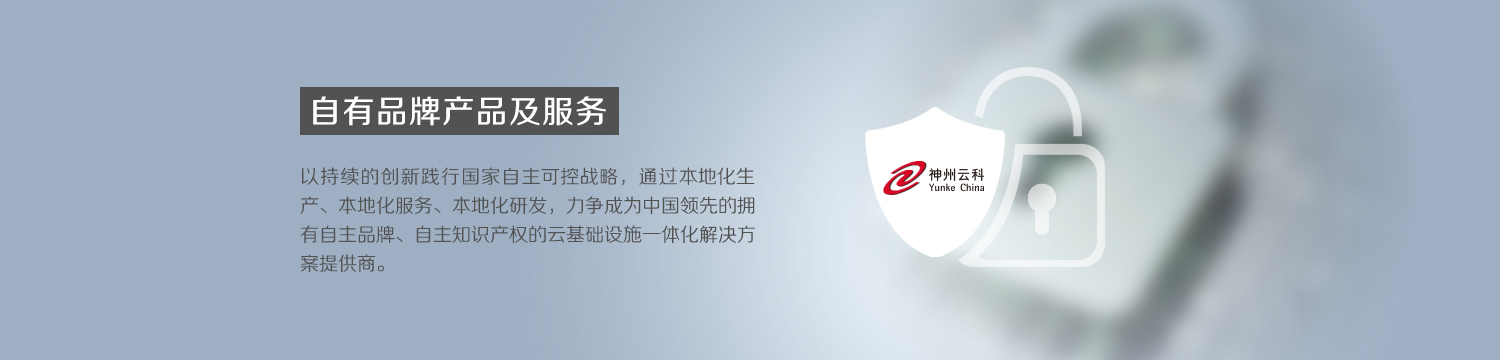 自有品牌产品及服务
以持续的创新践行国家自主可控战略，通过本地化生
产、本地化服务、本地化研发，力争成为中国领先的拥
有自主品牌、自主知识产权的云基础设施一体化解决方
案提供商。
神州云科
Yunke China